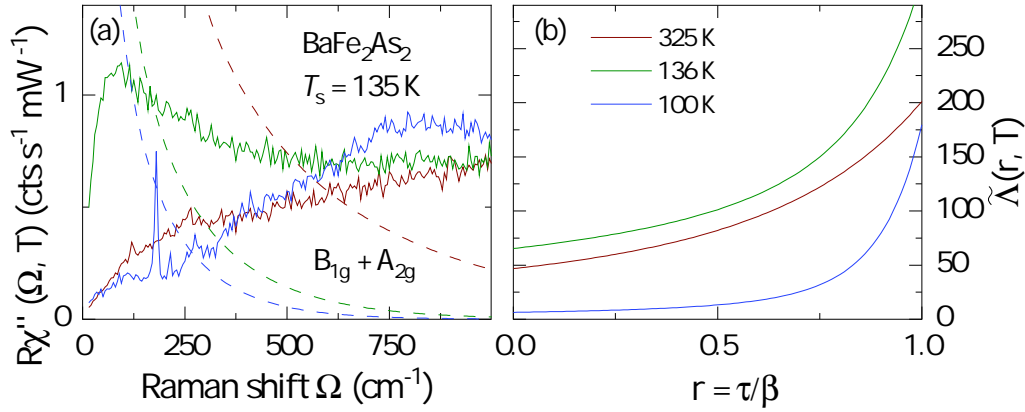 (a)
BaFe₂As₂
Tₛ = 135 K
B₁g + A₂g
1
0
0 250 500 750
Rχ'' (Ω, T) (cts s⁻¹ mW⁻¹)
Raman shift Ω (cm⁻¹)
(b)
325 K
136 K
100 K
250
200
150
100
50
0
0.0 0.5 1.0
Λ̃(r, T)
r = τ/β